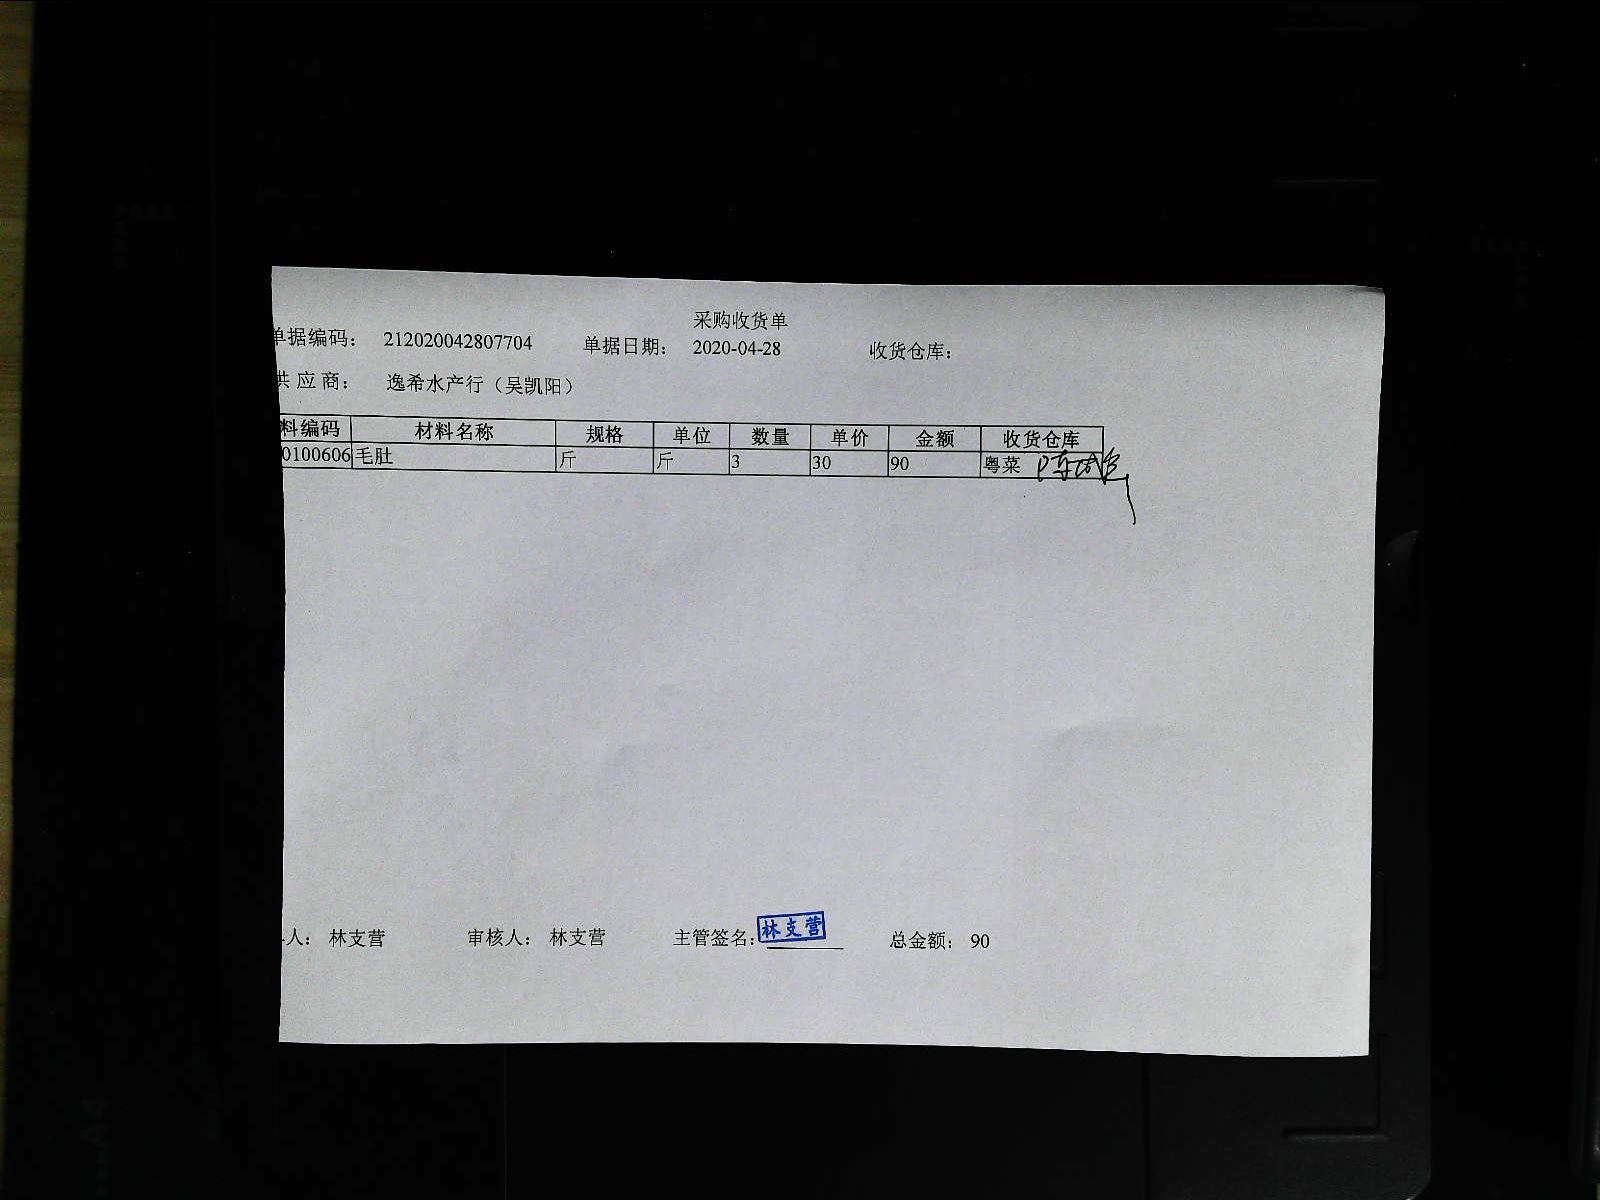 采购收货单
单据编码： 212020042807704 单据日期： 2020-04-28 收货仓库：
供应商： 逸希水产行（吴凯阳）
料编码 材料名称 规格 单位 数量 单价 金额 收货仓库
0100606 毛肚 斤 斤 3 30 90 粤菜
人： 林支营 审核人： 林支营 主管签名： 林支营 总金额： 90